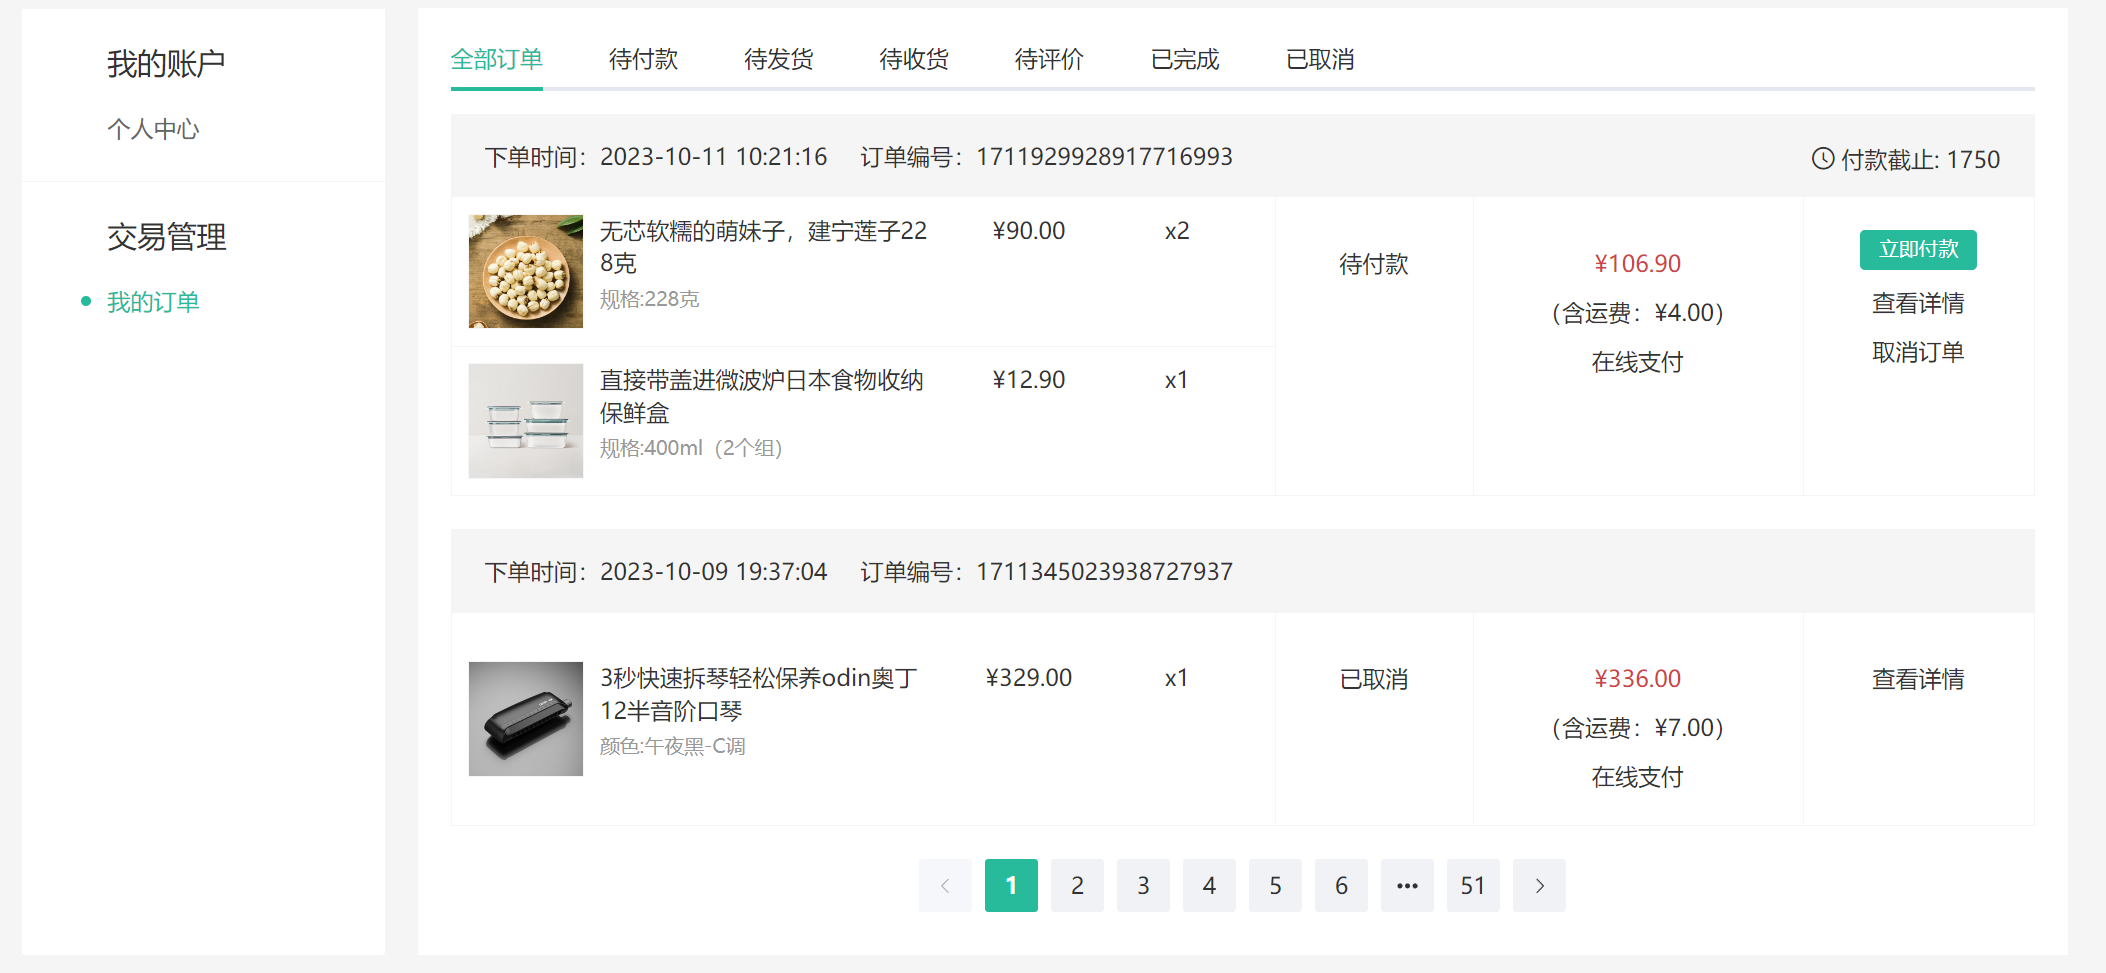 我的账户
个人中心
交易管理
我的订单
全部订单 待付款 待发货 待收货 待评价 已完成 已取消
下单时间：2023-10-11 10:21:16 订单编号：1711929928917716993 付款截止: 1750
无芯软糯的萌妹子，建宁莲子22
8克
规格:228克
¥90.00 x2
直接带盖进微波炉日本食物收纳
保鲜盒
规格:400ml（2个组）
¥12.90 x1
待付款
¥106.90
（含运费：¥4.00）
在线支付
立即付款
查看详情
取消订单
下单时间：2023-10-09 19:37:04 订单编号：1711345023938727937
3秒快速拆琴轻松保养odin奥丁
12半音阶口琴
颜色:午夜黑-C调
¥329.00 x1
已取消
¥336.00
（含运费：¥7.00）
在线支付
查看详情
1 2 3 4 5 6 ••• 51